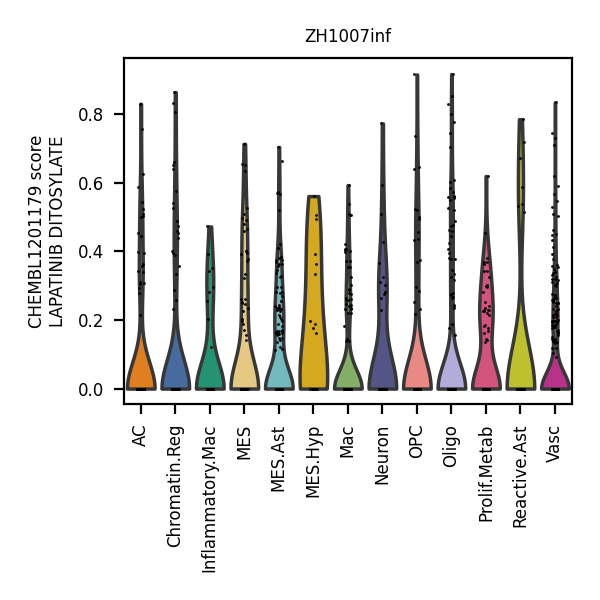 ZH1007inf
CHEMBL1201179 score
LAPATINIB DITOSYLATE
0.8
0.6
0.4
0.2
0.0
AC
Chromatin.Reg
Inflammatory.Mac
MES
MES.Ast
MES.Hyp
Mac
Neuron
OPC
Oligo
Prolif.Metab
Reactive.Ast
Vasc